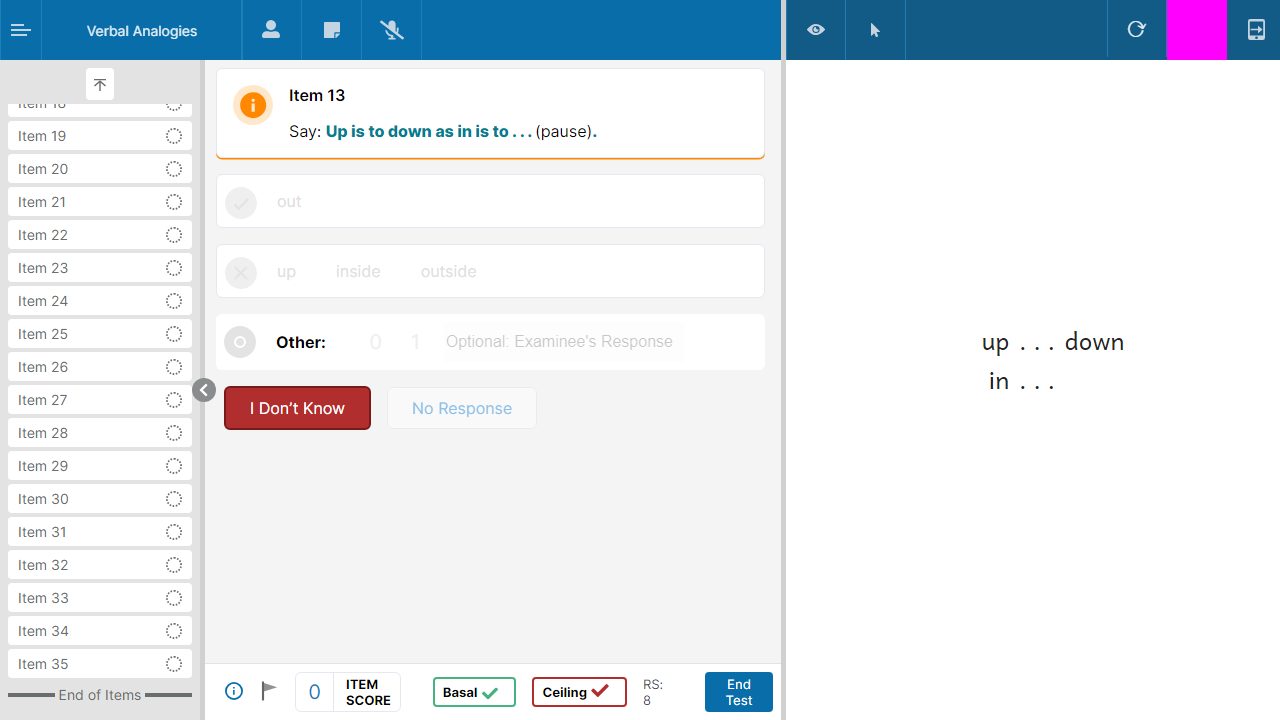 Verbal Analogies
Item 19
Item 20
Item 21
Item 22
Item 23
Item 24
Item 25
Item 26
Item 27
Item 28
Item 29
Item 30
Item 31
Item 32
Item 33
Item 34
Item 35
End of Items
Item 13
Say: Up is to down as in is to . . . (pause).
out
up inside outside
Other: 0 1 Optional: Examinee's Response
I Don't Know No Response
0 ITEM SCORE
Basal
Ceiling
RS: 8
End Test
up . . . down
in . . .